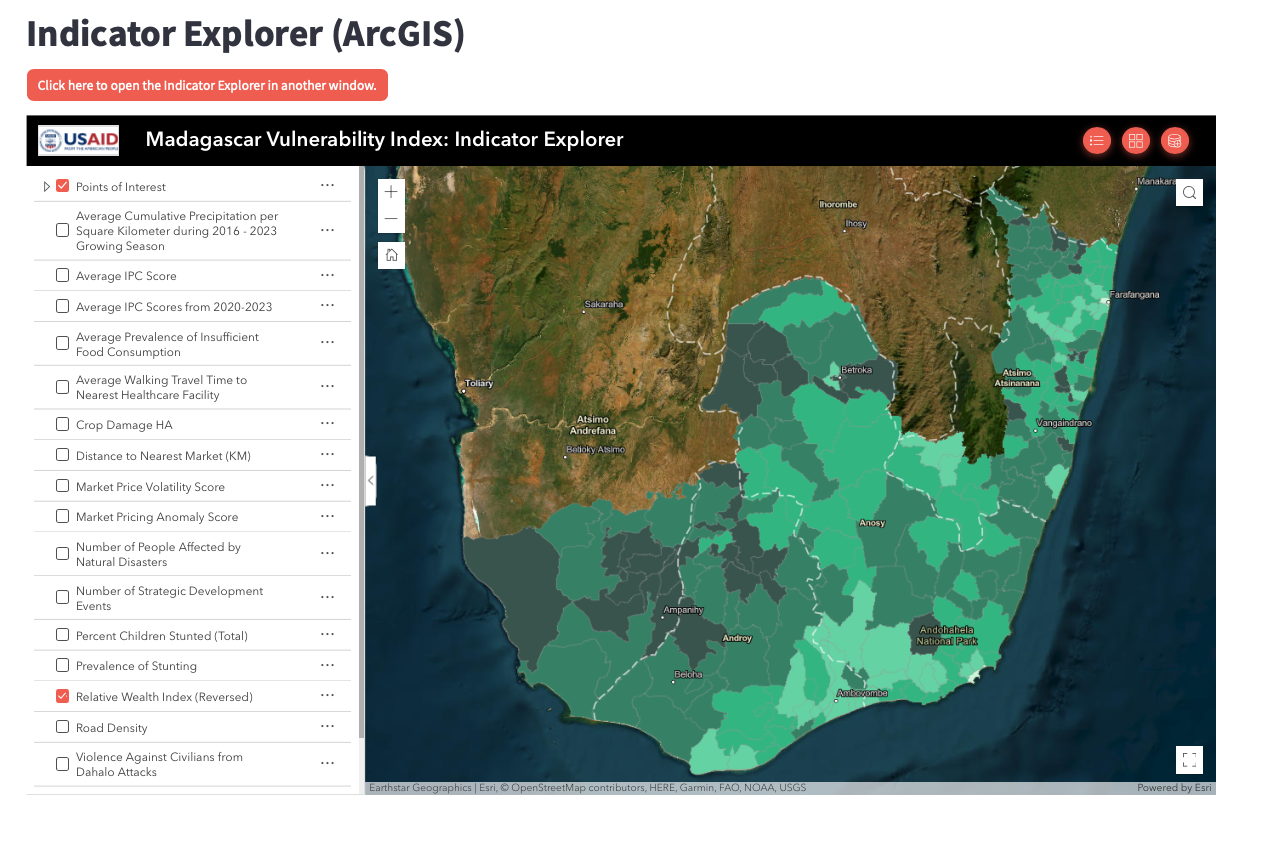 Indicator Explorer (ArcGIS)
Click here to open the Indicator Explorer in another window.
USAID
FROM THE AMERICAN PEOPLE
Madagascar Vulnerability Index: Indicator Explorer
Points of Interest
Average Cumulative Precipitation per
Square Kilometer during 2016 - 2023
Growing Season
Average IPC Score
Average IPC Scores from 2020-2023
Average Prevalence of Insufficient
Food Consumption
Average Walking Travel Time to
Nearest Healthcare Facility
Crop Damage HA
Distance to Nearest Market (KM)
Market Price Volatility Score
Market Pricing Anomaly Score
Number of People Affected by
Natural Disasters
Number of Strategic Development
Events
Percent Children Stunted (Total)
Prevalence of Stunting
Relative Wealth Index (Reversed)
Road Density
Violence Against Civilians from
Dahalo Attacks
Manakara
Ihorombe
Ihosy
Sakaraha
Farafangana
Betroka
Toliary
Atsimo
Atsinanana
Atsimo
Andrefana
Vangaindrano
Betioky Atsimo
Anosy
Ampanihy
Androy
Andohahela
National Park
Beloha
Ambovombe
Earthstar Geographics | Esri, © OpenStreetMap contributors, HERE, Garmin, FAO, NOAA, USGS
Powered by Esri